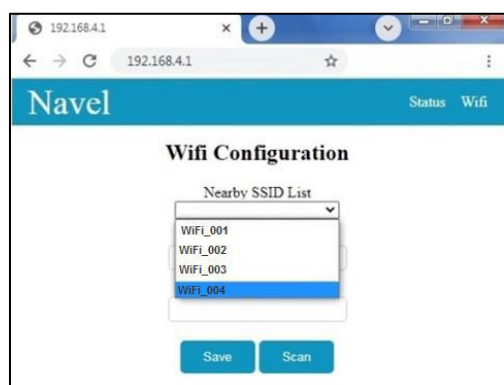 192.168.4.1
192.168.4.1
Navel Status Wifi
Wifi Configuration
Nearby SSID List
WiFi_001
WiFi_002
WiFi_003
WiFi_004
Save Scan